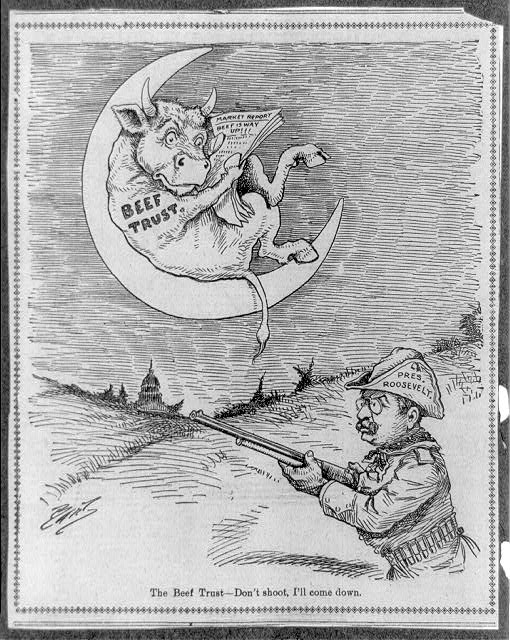 MARKET REPORT
BEEF IS WAY
UP!!!
BEEF
TRUST.
PRES
ROOSEVELT.
The Beef Trust—Don't shoot, I'll come down.